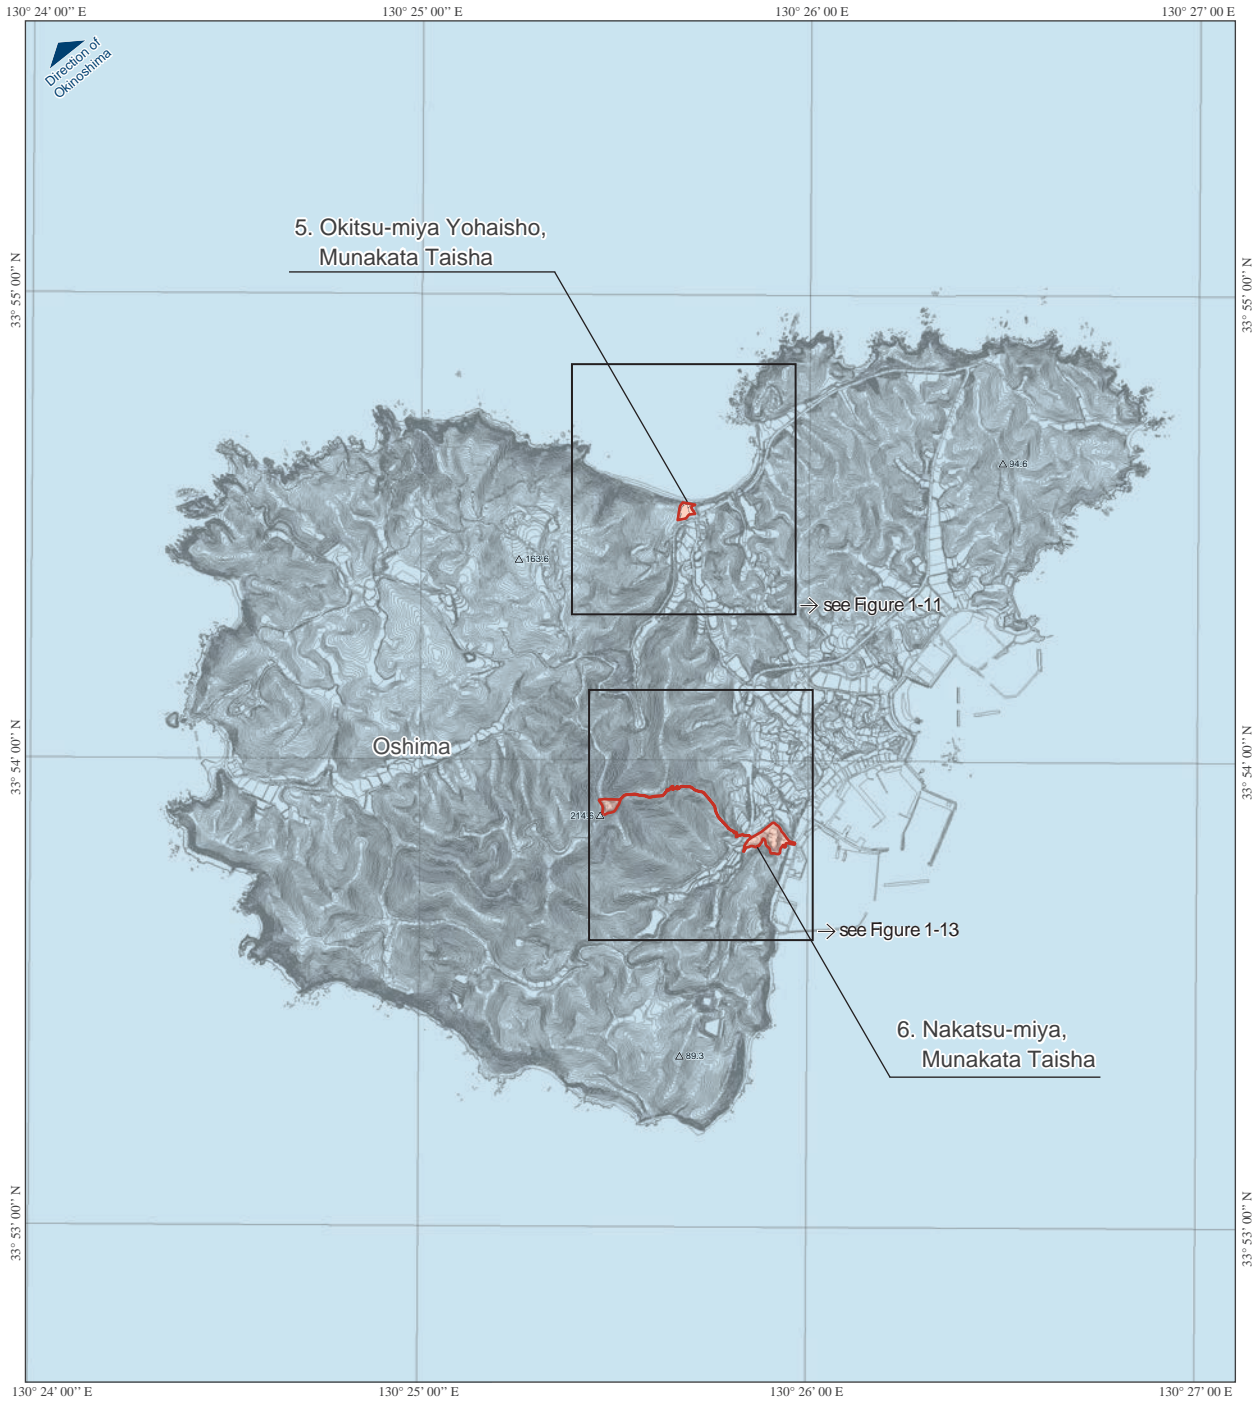 130° 24’ 00” E
130° 25’ 00” E
130° 26’ 00 E
130° 27’ 00 E
Direction of
Okinoshima
5. Okitsu-miya Yohaisho,
Munakata Taisha
33° 55’ 00” N
33° 55’ 00” N
94.6
163.6
→ see Figure 1-11
33° 54’ 00” N
Oshima
33° 54’ 00” N
214.6
→ see Figure 1-13
6. Nakatsu-miya,
Munakata Taisha
89.3
33° 53’ 00” N
33° 53’ 00” N
130° 24’ 00” E
130° 25’ 00” E
130° 26’ 00 E
130° 27’ 00” E